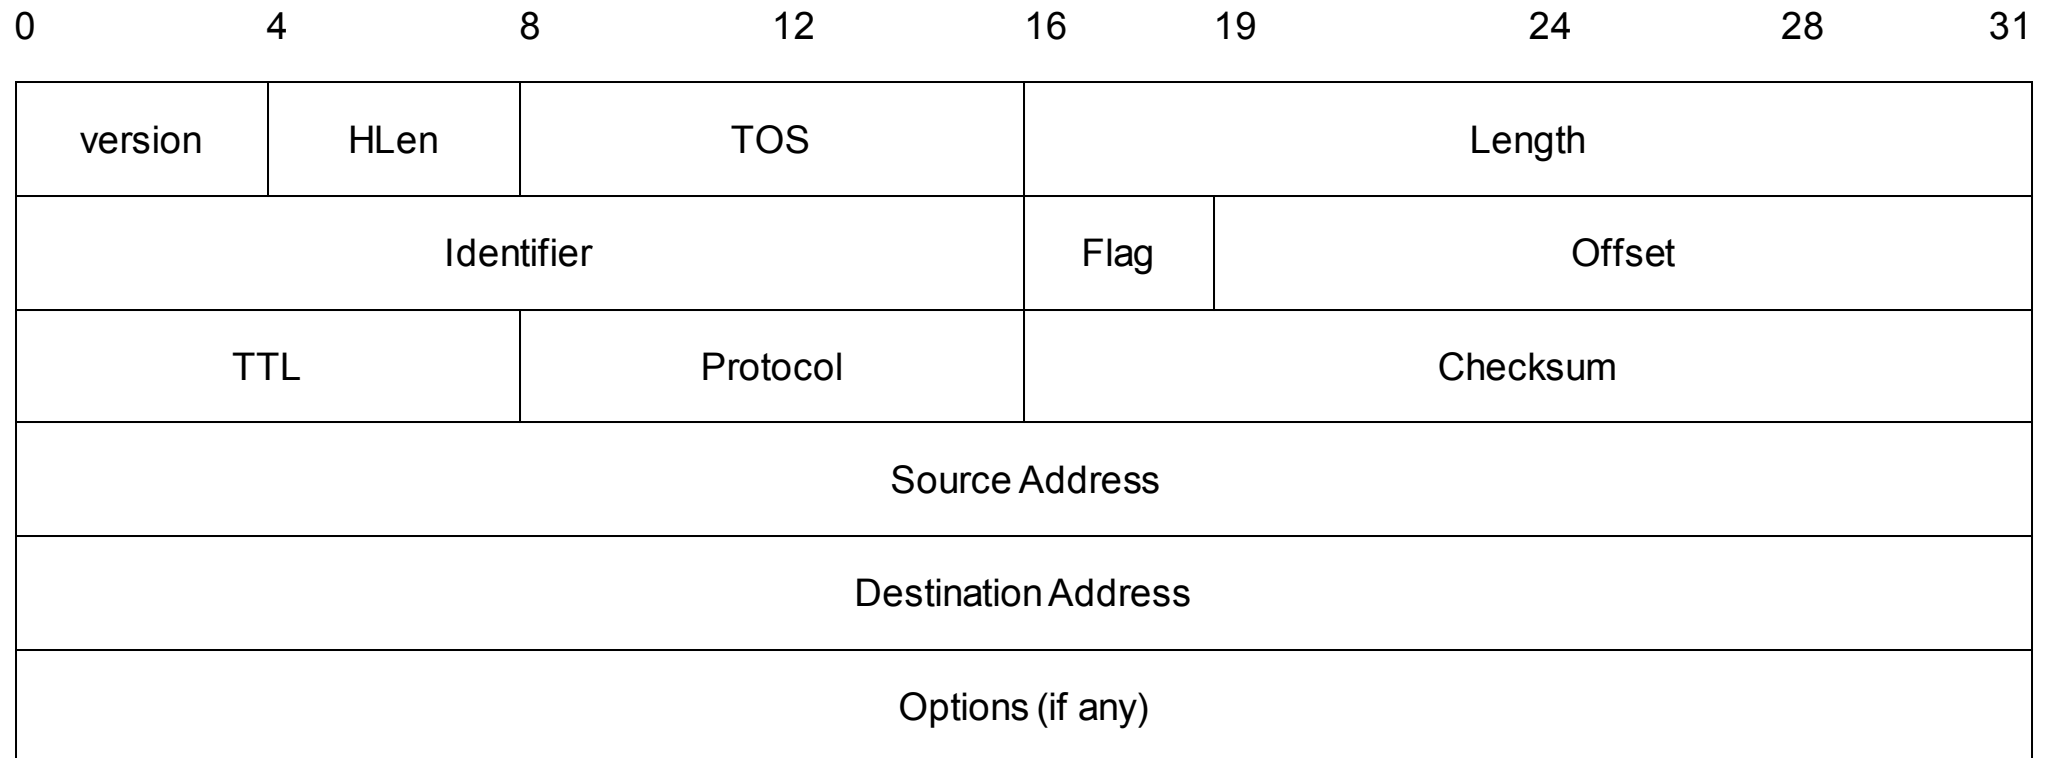 0 4 8 12 16 19 24 28 31
version HLen TOS Length
Identifier Flag Offset
TTL Protocol Checksum
Source Address
Destination Address
Options (if any)